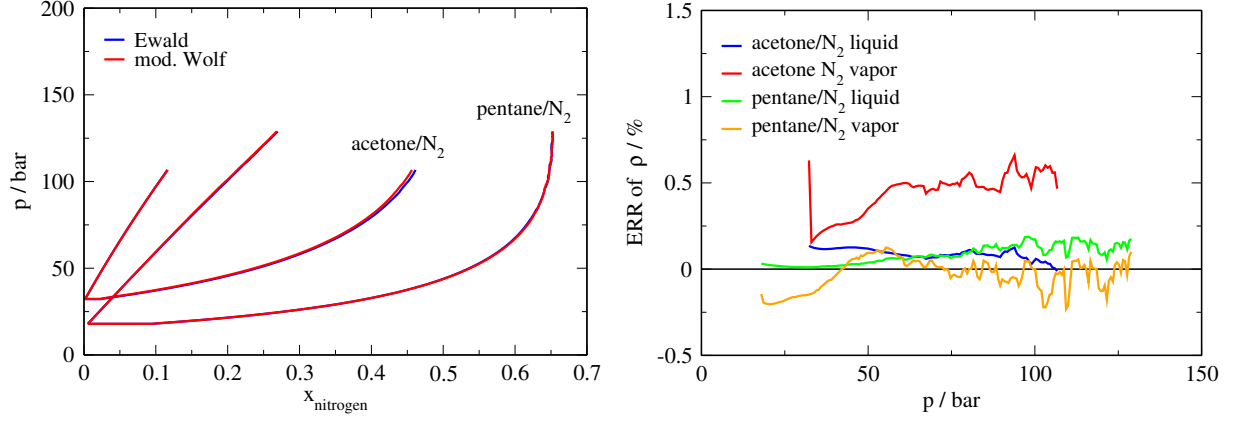 200
150
100
50
0
p / bar
Ewald
mod. Wolf
pentane/N2
acetone/N2
0 0.1 0.2 0.3 0.4 0.5 0.6 0.7
xnitrogen
1.5
1
0.5
0
-0.5
ERR of ρ / %
acetone/N2 liquid
acetone N2 vapor
pentane/N2 liquid
pentane/N2 vapor
0 50 100 150
p / bar